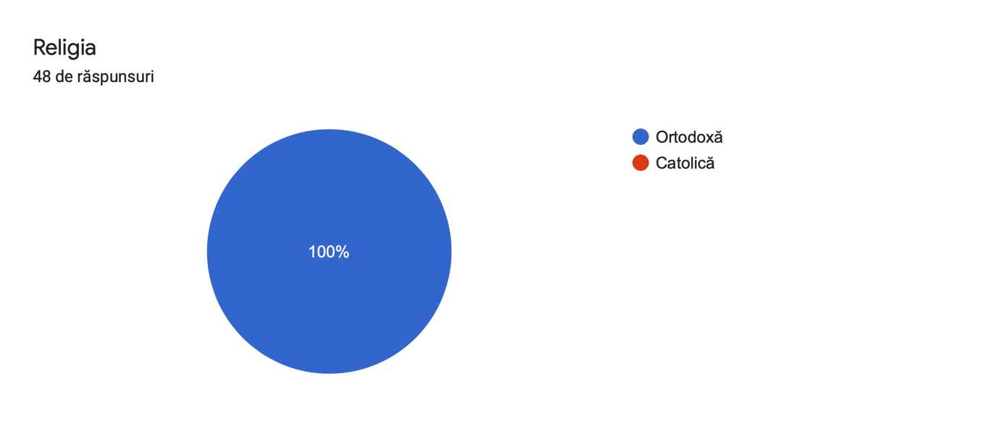 Religia
48 de răspunsuri
Ortodoxă
Catolică
100%